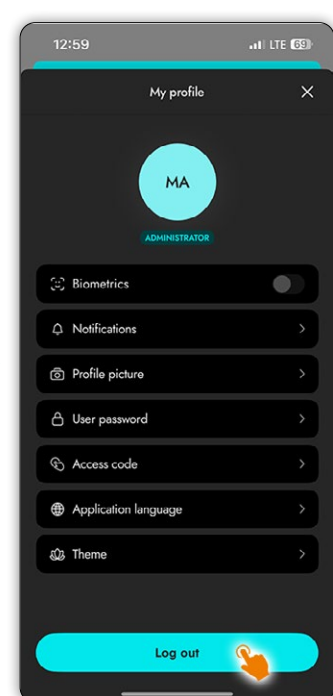 12:59 LTE 69
My profile
MA
ADMINISTRATOR
Biometrics
Notifications
Profile picture
User password
Access code
Application language
Theme
Log out